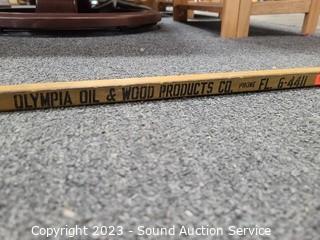 OLYMPIA OIL & WOOD PRODUCTS CO. PHONE FL. 6-4411
Copyright 2023 - Sound Auction Service